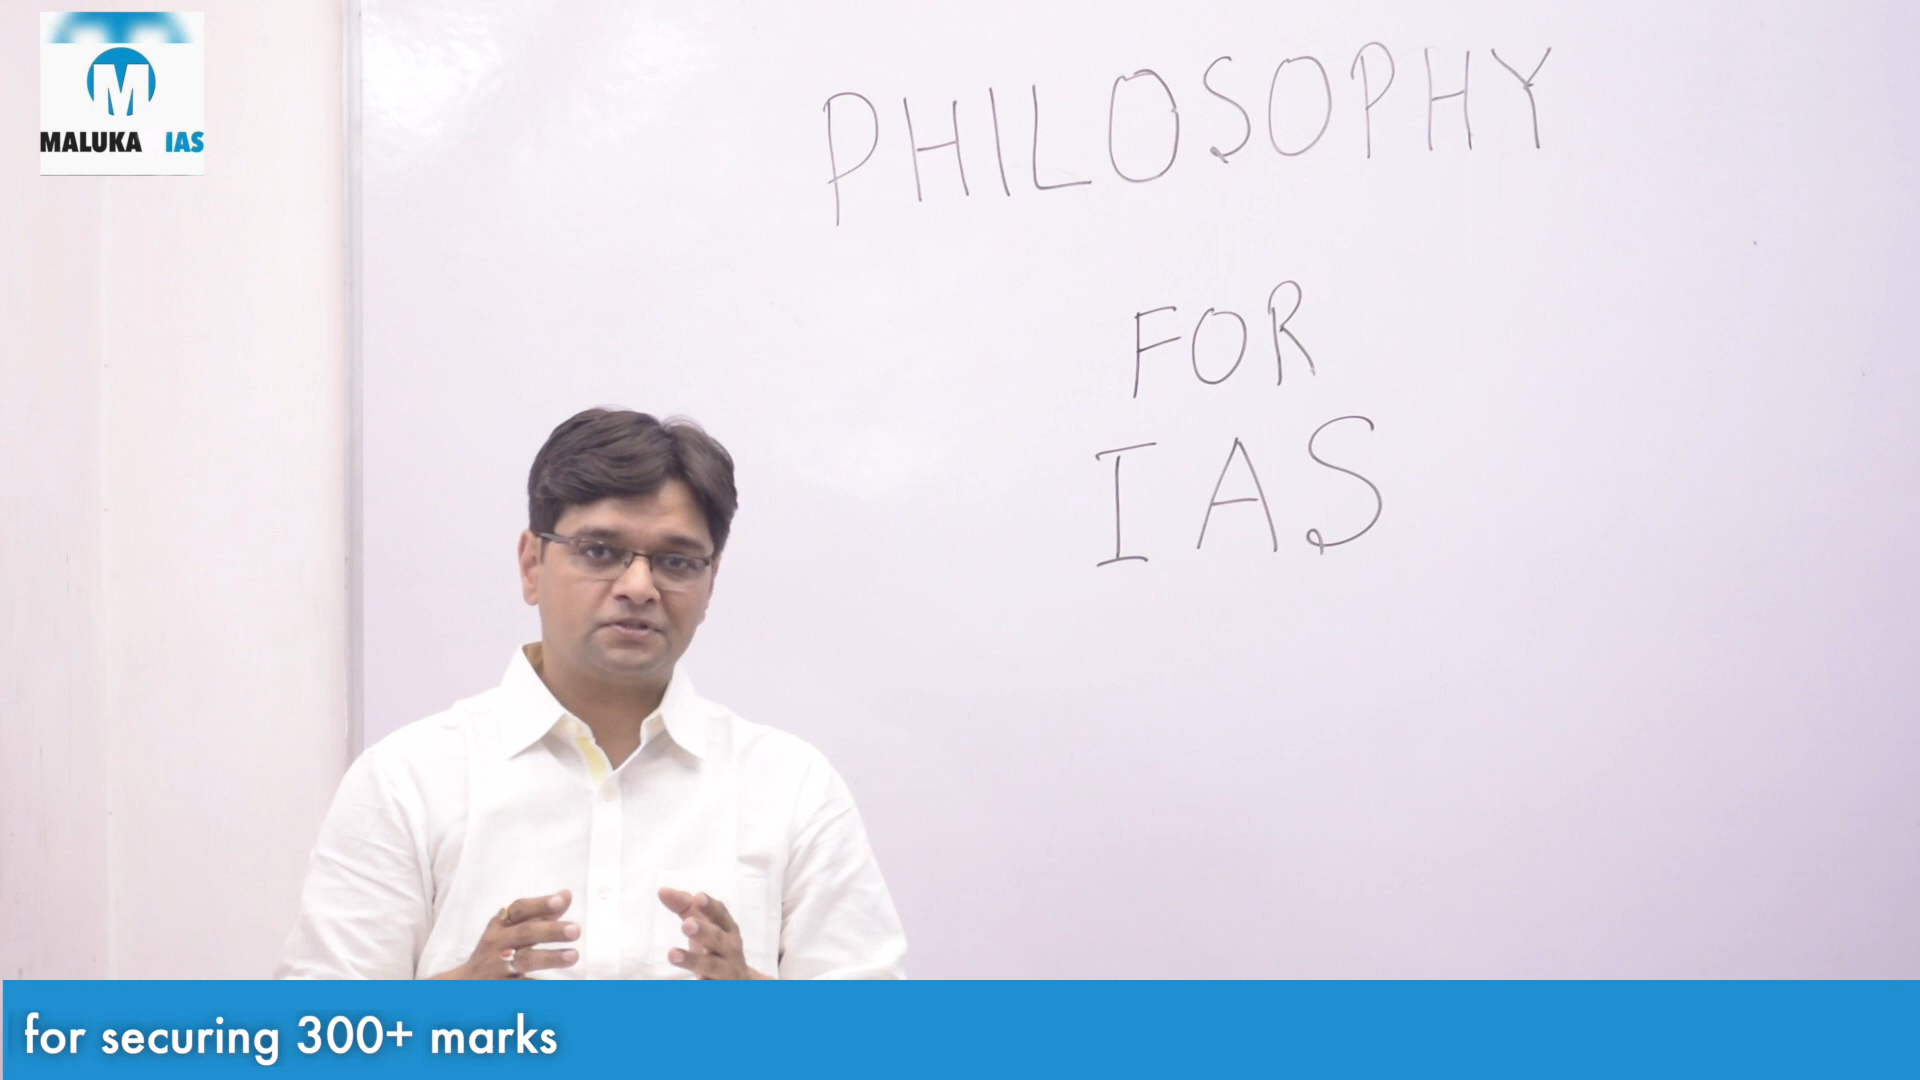 MALUKA IAS
PHILOSOPHY
FOR
IAS
for securing 300+ marks